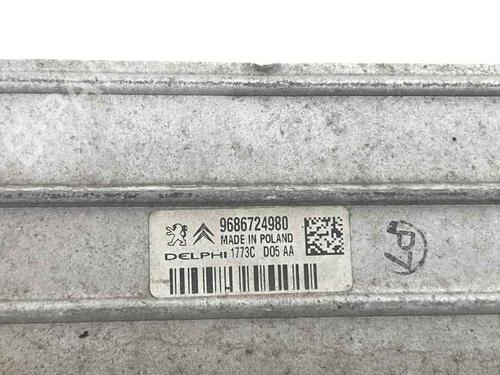 9686724980
MADE IN POLAND
DELPHI 1773C D05 AA